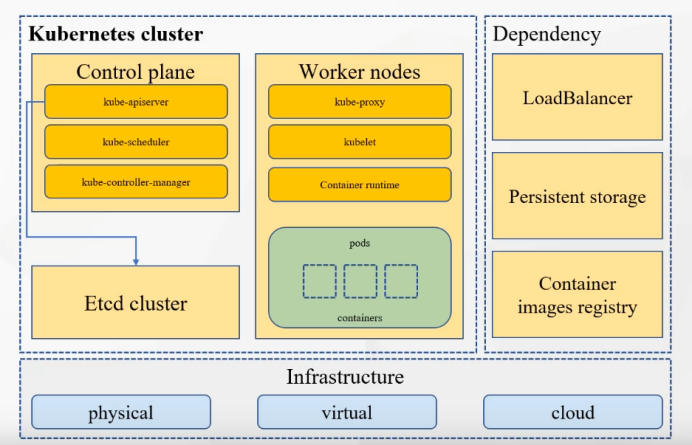 Kubernetes cluster
Control plane
kube-apiserver
kube-scheduler
kube-controller-manager
Etcd cluster
Worker nodes
kube-proxy
kubelet
Container runtime
pods
containers
Dependency
LoadBalancer
Persistent storage
Container
images registry
Infrastructure
physical
virtual
cloud